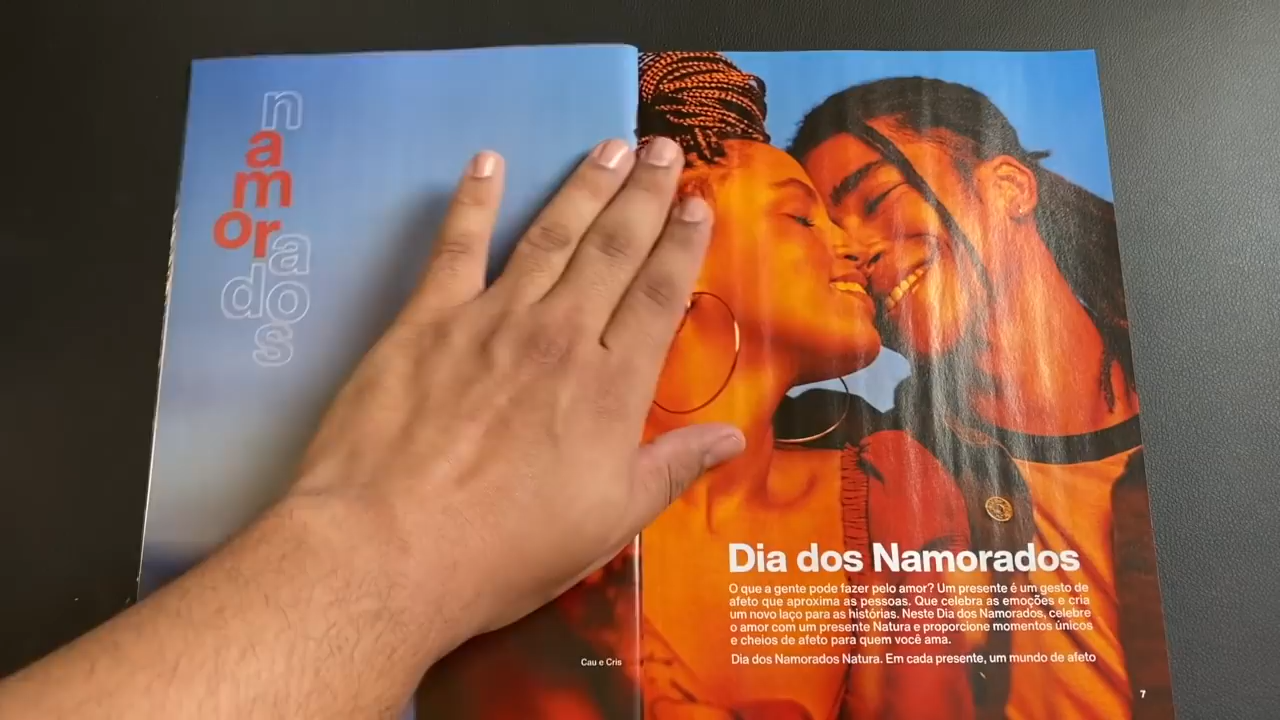 n
a
m
or
a
do
s
Cau e Cris
Dia dos Namorados
O que a gente pode fazer pelo amor? Um presente é um gesto de
afeto que aproxima as pessoas. Que celebra as emoções e cria
um novo laço para as histórias. Neste Dia dos Namorados, celebre
o amor com um presente Natura e proporcione momentos únicos
e cheios de afeto para quem você ama.
Dia dos Namorados Natura. Em cada presente, um mundo de afeto
7